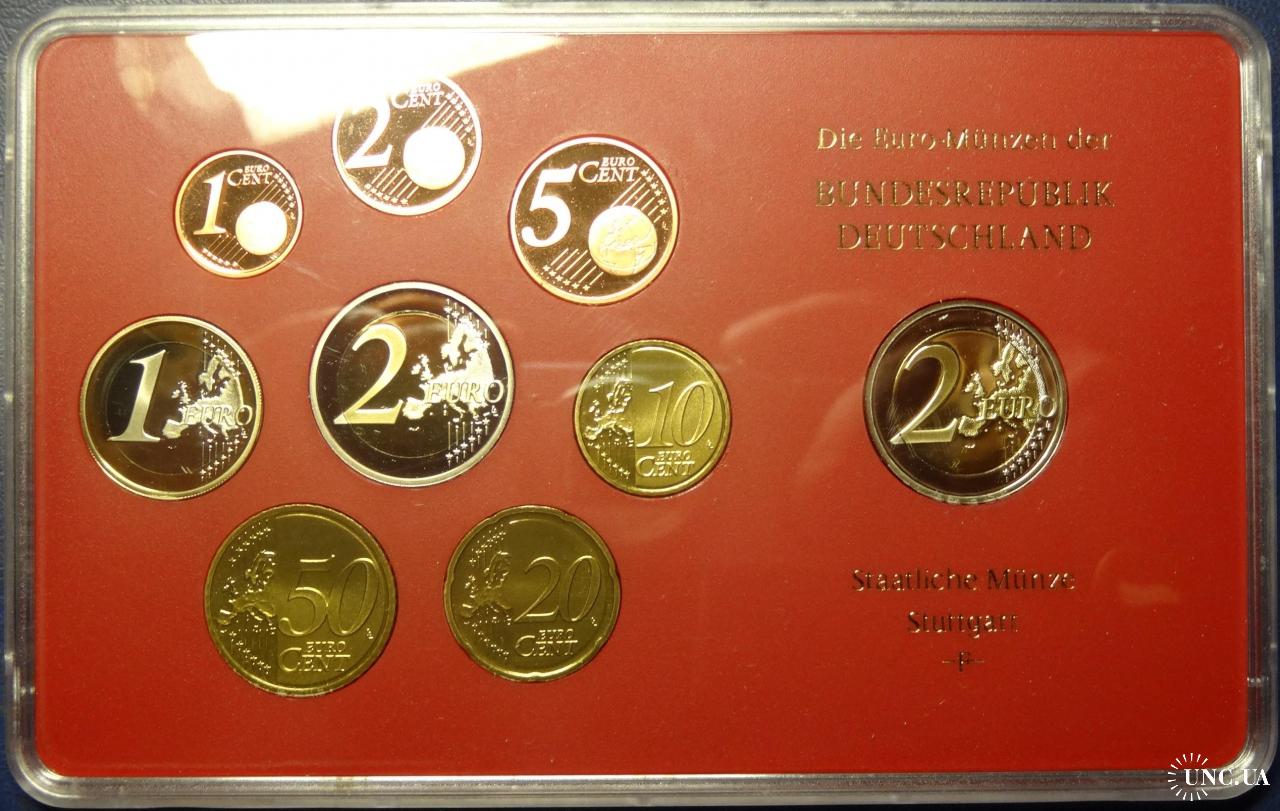 2 EURO CENT
1 EURO CENT
5 EURO CENT
1 EURO
2 EURO
10 EURO CENT
50 EURO CENT
20 EURO CENT
Die Euro-Münzen der
BUNDESREPUBLIK
DEUTSCHLAND
2 EURO
Staatliche Münze
Stuttgart
-F-
UNC.UA